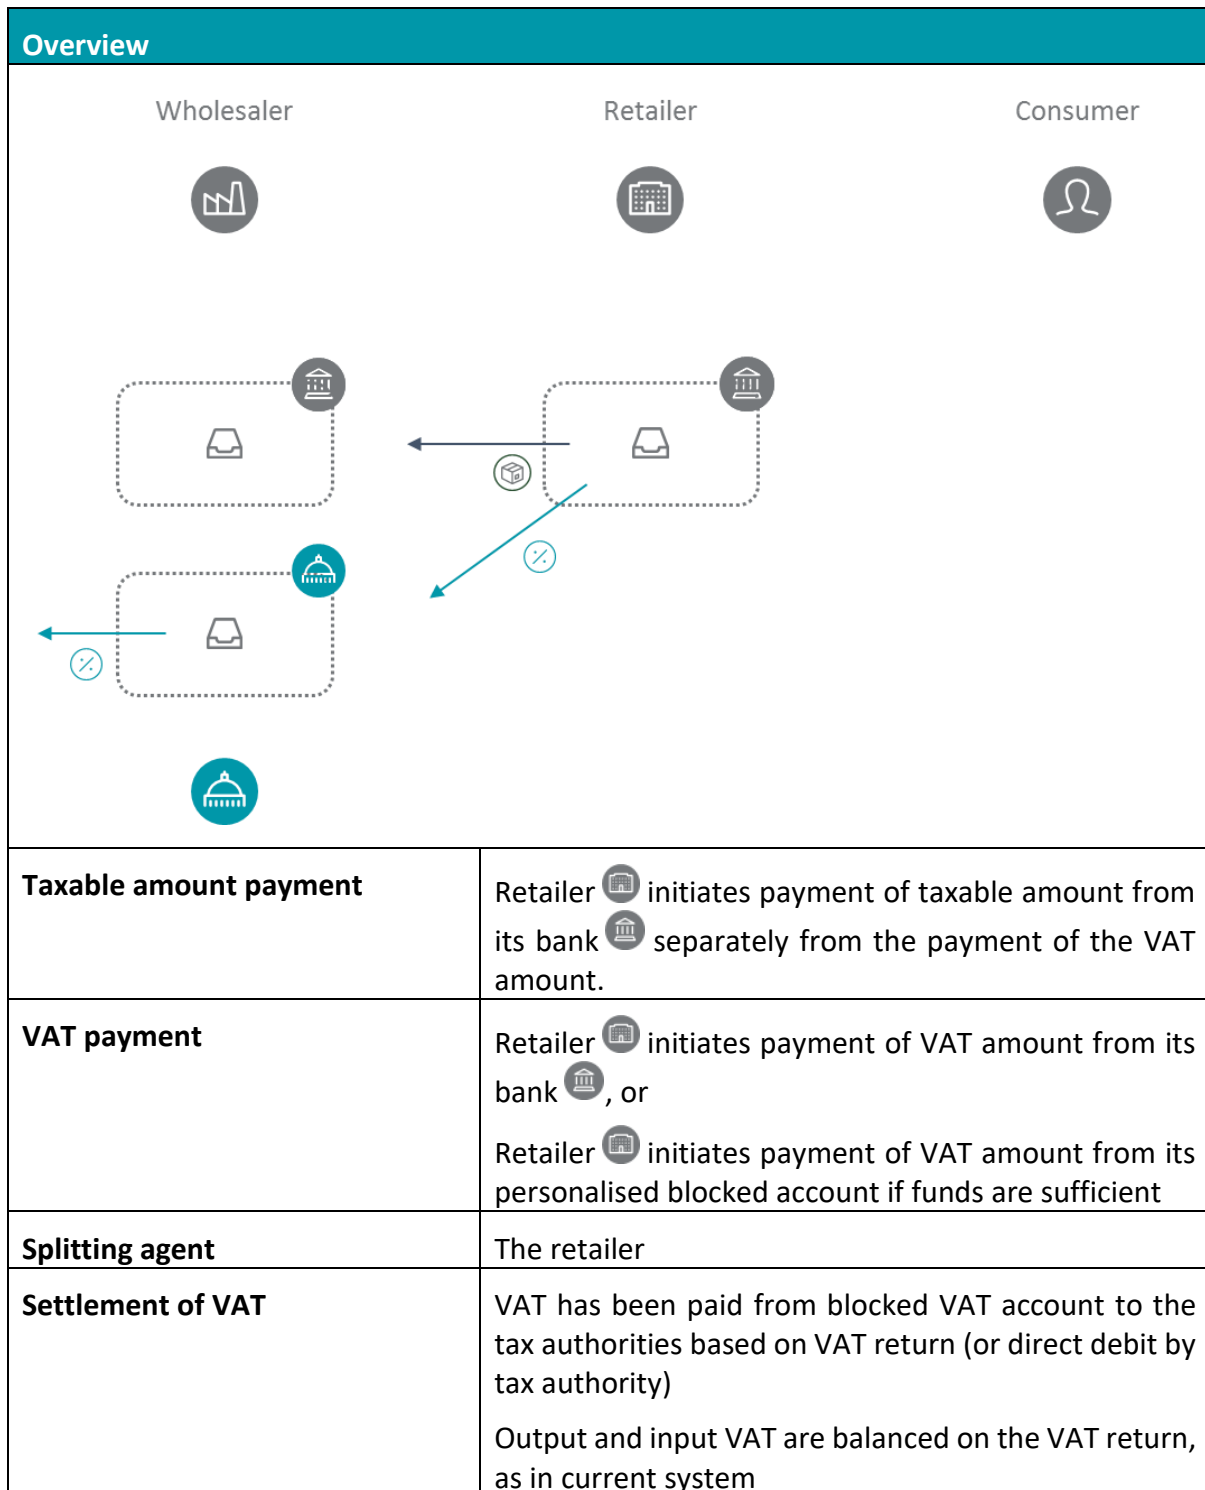 Overview
Wholesaler Retailer Consumer
Taxable amount payment
Retailer initiates payment of taxable amount from
its bank separately from the payment of the VAT
amount.
VAT payment
Retailer initiates payment of VAT amount from its
bank , or
Retailer initiates payment of VAT amount from its
personalised blocked account if funds are sufficient
Splitting agent
The retailer
Settlement of VAT
VAT has been paid from blocked VAT account to the
tax authorities based on VAT return (or direct debit by
tax authority)
Output and input VAT are balanced on the VAT return,
as in current system